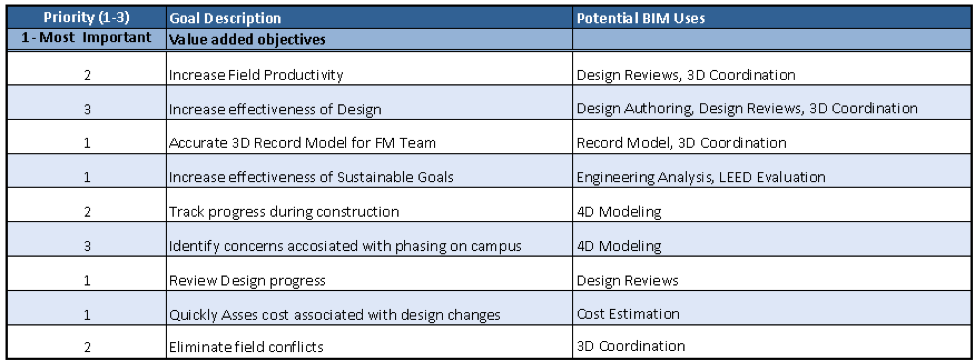 Priority (1-3) Goal Description Potential BIM Uses
1- Most Important Value added objectives
2 Increase Field Productivity Design Reviews, 3D Coordination
3 Increase effectiveness of Design Design Authoring, Design Reviews, 3D Coordination
1 Accurate 3D Record Model for FM Team Record Model, 3D Coordination
1 Increase effectiveness of Sustainable Goals Engineering Analysis, LEED Evaluation
2 Track progress during construction 4D Modeling
3 Identify concerns accosiated with phasing on campus 4D Modeling
1 Review Design progress Design Reviews
1 Quickly Asses cost associated with design changes Cost Estimation
2 Eliminate field conflicts 3D Coordination